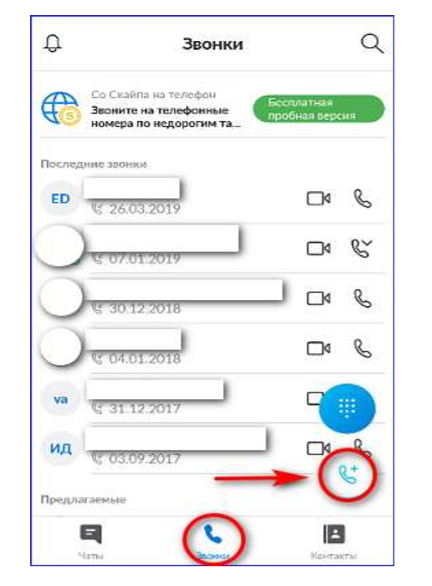 Звонки
Со Скайпа на телефон
Звоните на телефонные
номера по недорогим та...
Бесплатная
пробная версия
Последние звонки
ED
26.03.2019
07.01.2019
30.12.2018
04.01.2018
va
31.12.2017
ИД
03.09.2017
Предлагаемые
Чаты
Звонки
Контакты